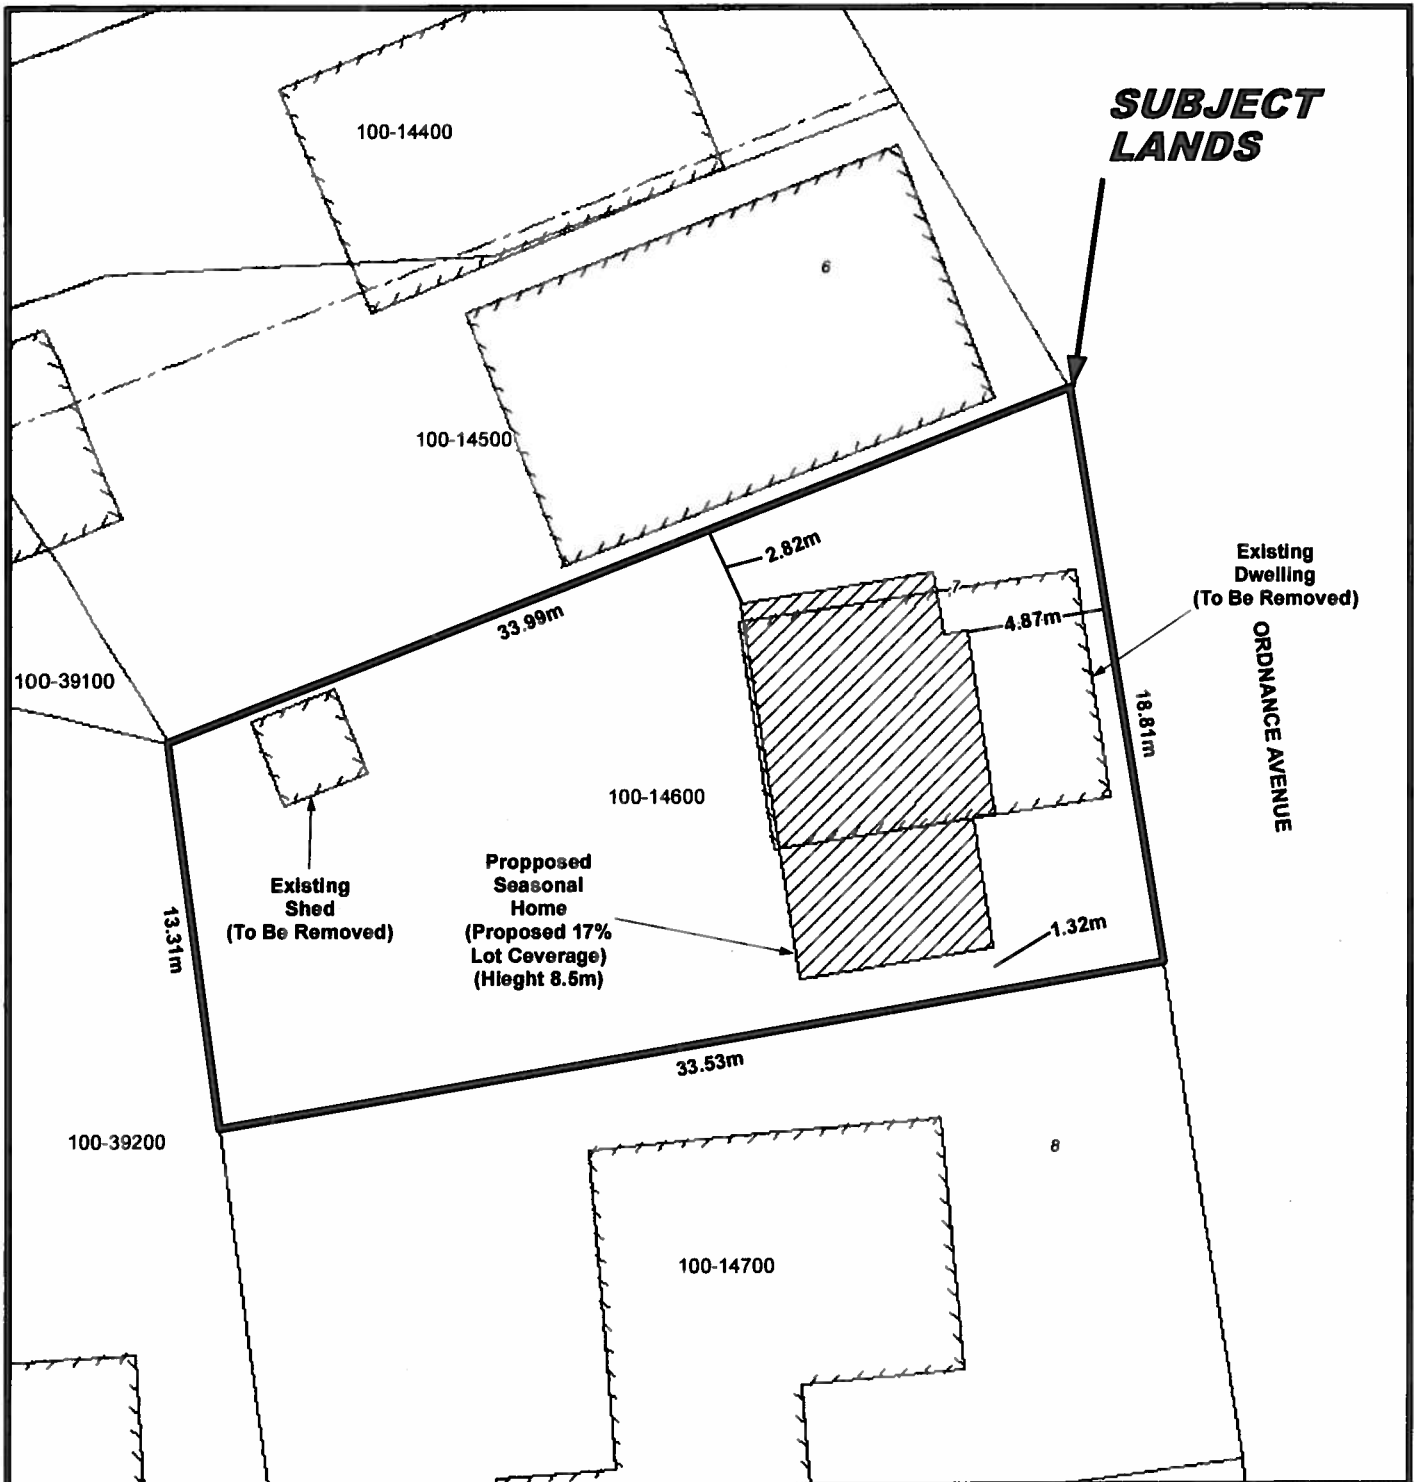 SUBJECT
LANDS
100-14400
6
100-14500
2.82m
Existing
Dwelling
(To Be Removed)
7
4.87m
33.99m
ORDNANCE AVENUE
100-39100
18.81m
100-14600
Propposed
Seasonal
Home
(Proposed 17%
Lot Ceverage)
(Hieght 8.5m)
Existing
Shed
(To Be Removed)
13.31m
1.32m
33.53m
100-39200
8
100-14700